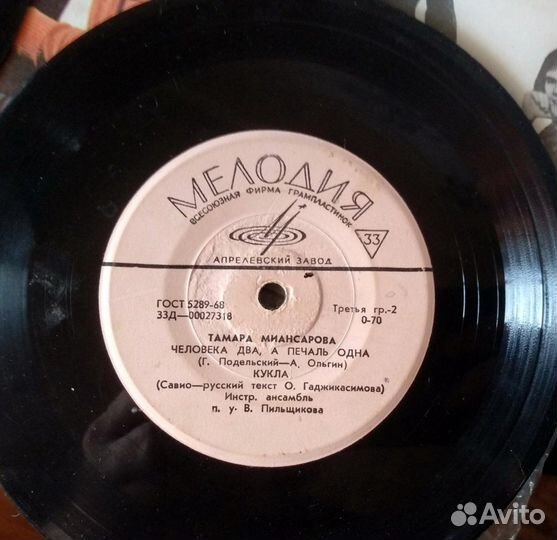 МЕЛОДИЯ
ВСЕСОЮЗНАЯ ФИРМА ГРАМПЛАСТИНОК
33
АПРЕЛЕВСКИЙ ЗАВОД
ГОСТ 5289-68
Третья гр.-2
33Д—00027318
0-70
ТАМАРА МИАНСАРОВА
ЧЕЛОВЕКА ДВА, А ПЕЧАЛЬ ОДНА
(Г. Подельский—А. Ольгин)
КУКЛА
(Савио—русский текст О. Гаджикасимова)
Инстр. ансамбль
п. у. В. Пильщикова
Avito